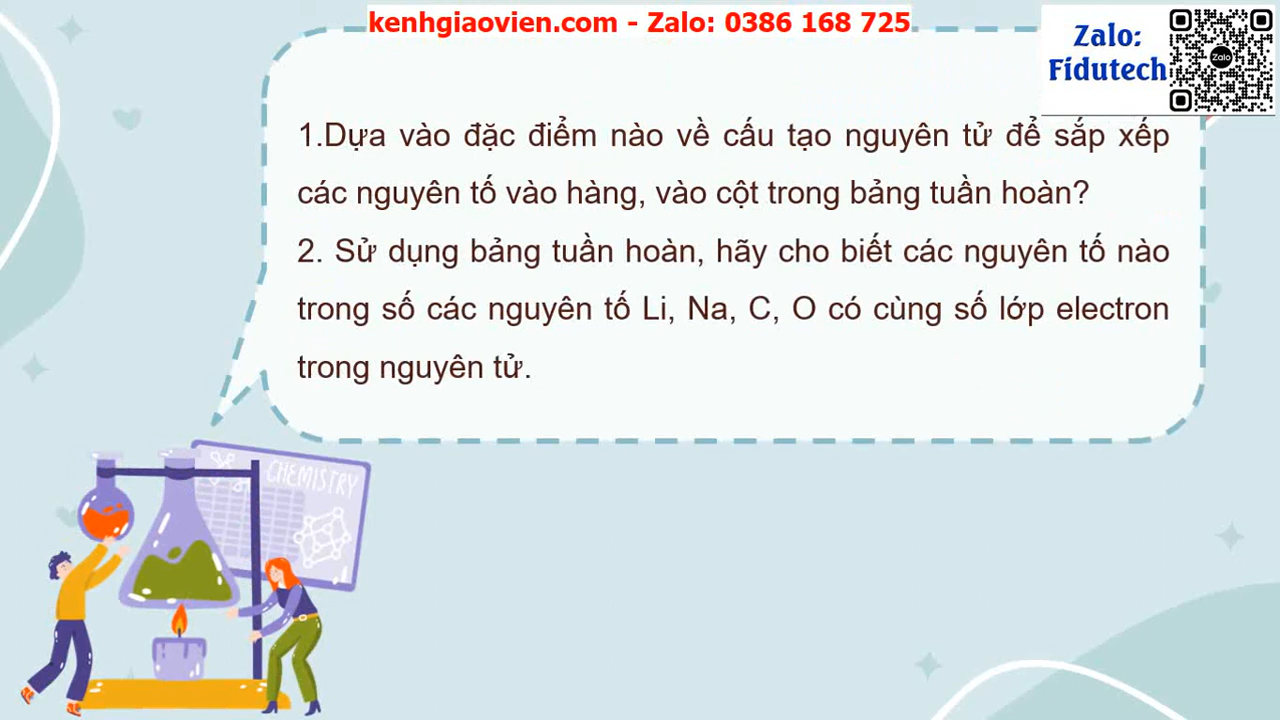 kenhgiaovien.com - Zalo: 0386 168 725
Zalo:
Fidutech
Zalo
1.Dựa vào đặc điểm nào về cấu tạo nguyên tử để sắp xếp
các nguyên tố vào hàng, vào cột trong bảng tuần hoàn?
2. Sử dụng bảng tuần hoàn, hãy cho biết các nguyên tố nào
trong số các nguyên tố Li, Na, C, O có cùng số lớp electron
trong nguyên tử.
CHEMISTRY